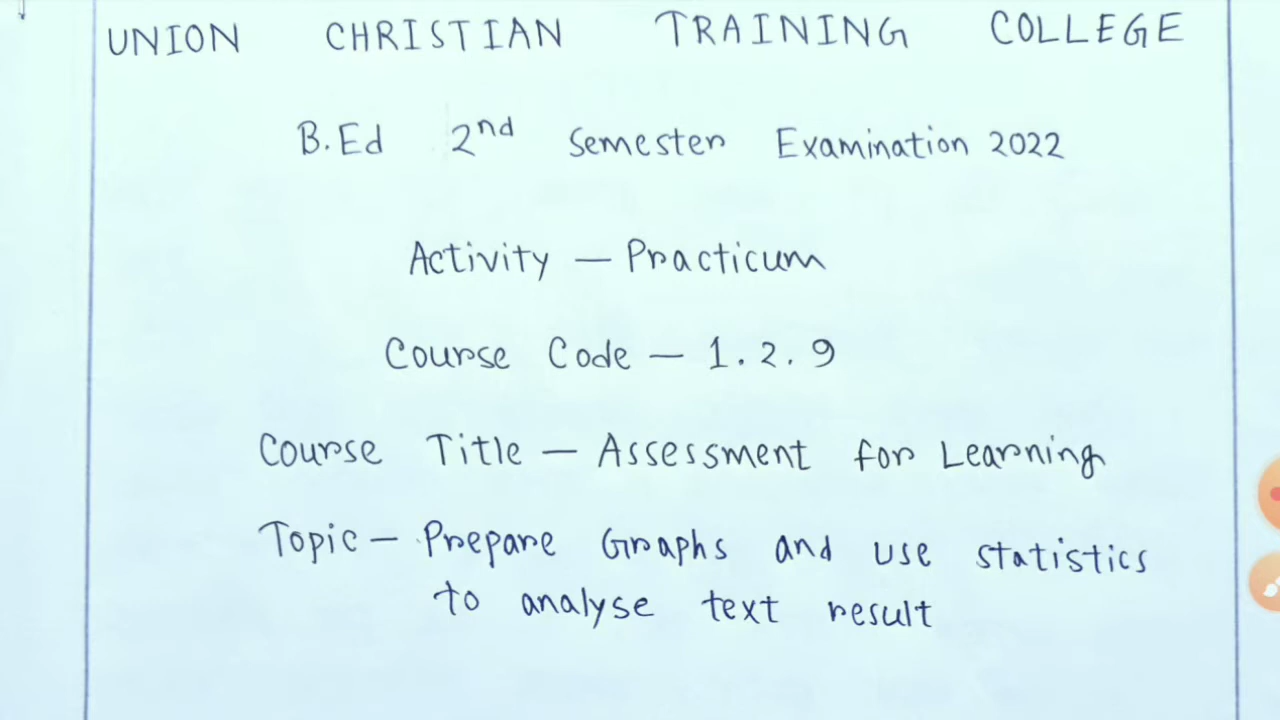 UNION CHRISTIAN TRAINING COLLEGE
B.Ed 2nd Semester Examination 2022
Activity — Practicum
Course Code — 1.2.9
Course Title — Assessment for Learning
Topic — Prepare Graphs and use statistics
to analyse text result